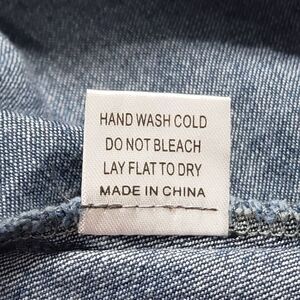 HAND WASH COLD
DO NOT BLEACH
LAY FLAT TO DRY
MADE IN CHINA